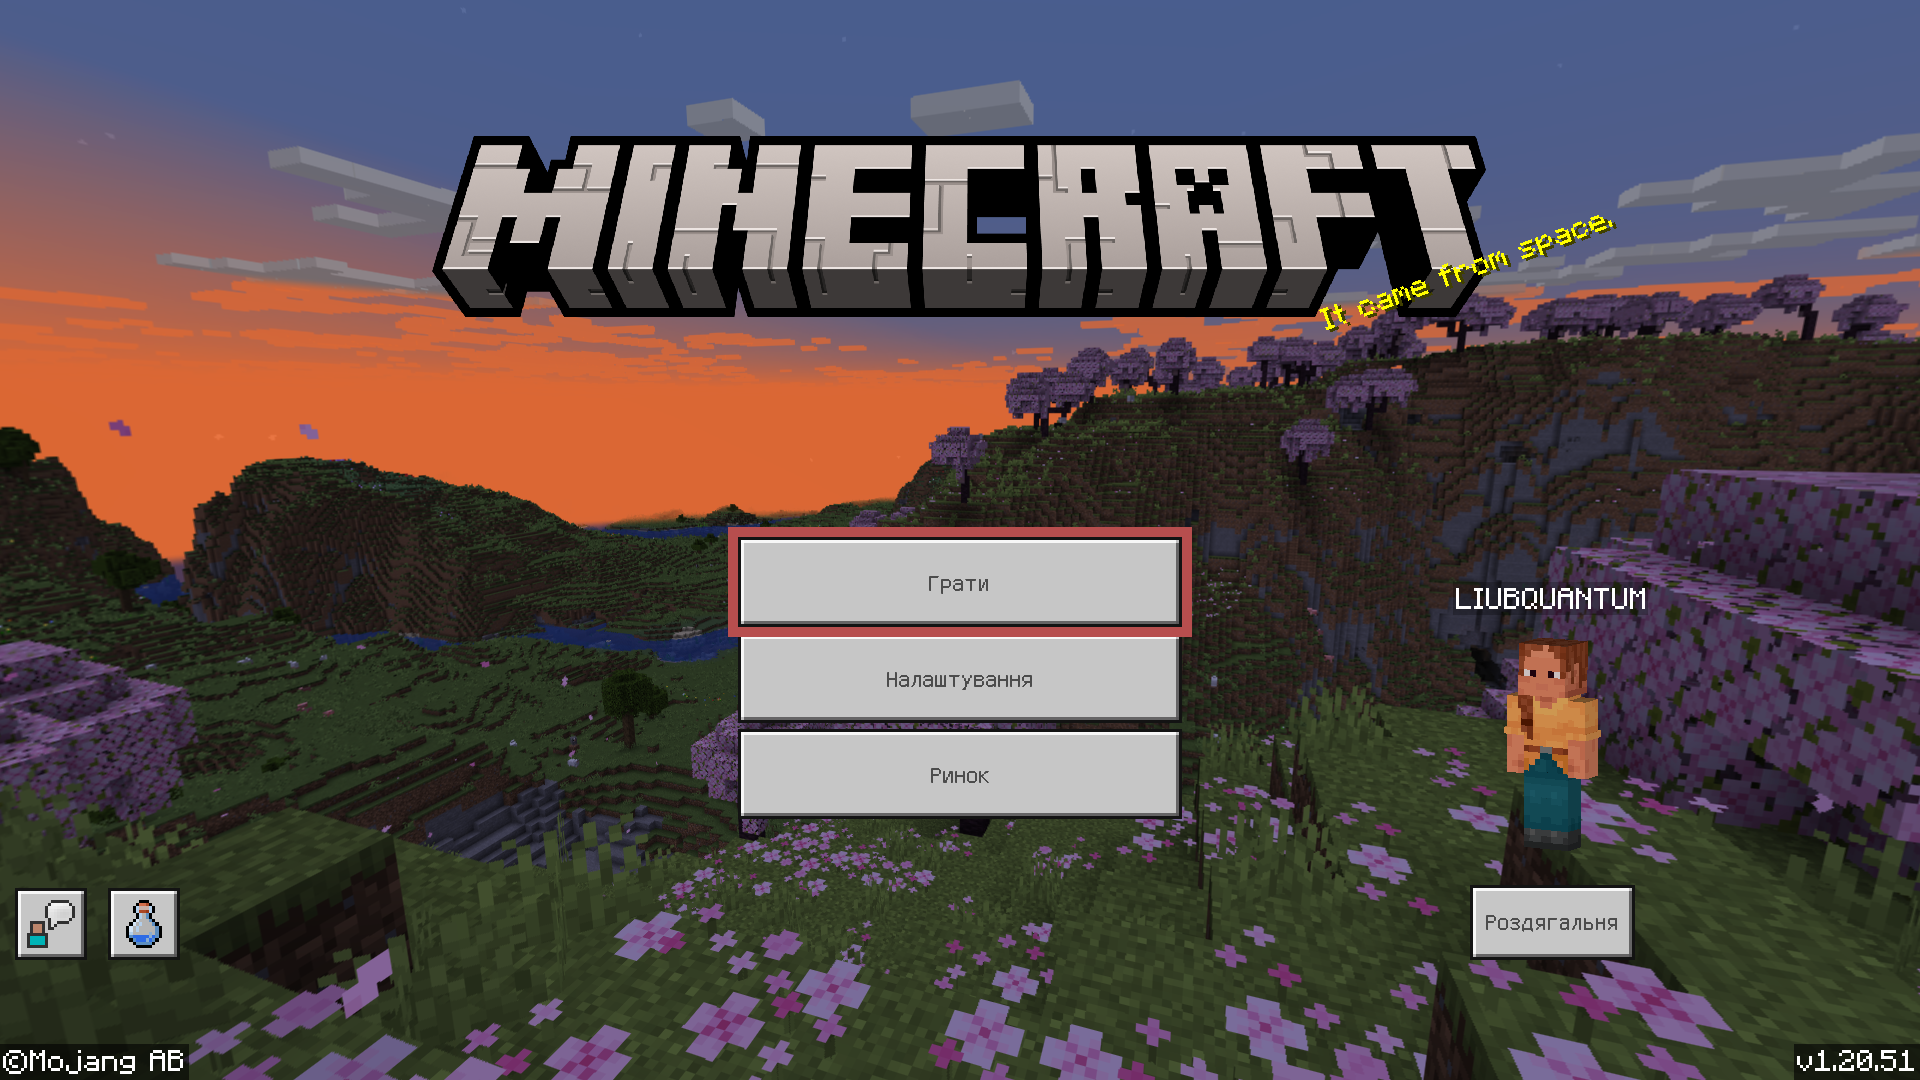 MINECRAFT
It came from space.
Грати
Налаштування
Ринок
LIUBQUANTUM
Роздягальня
©Mojang AB
v1.20.51